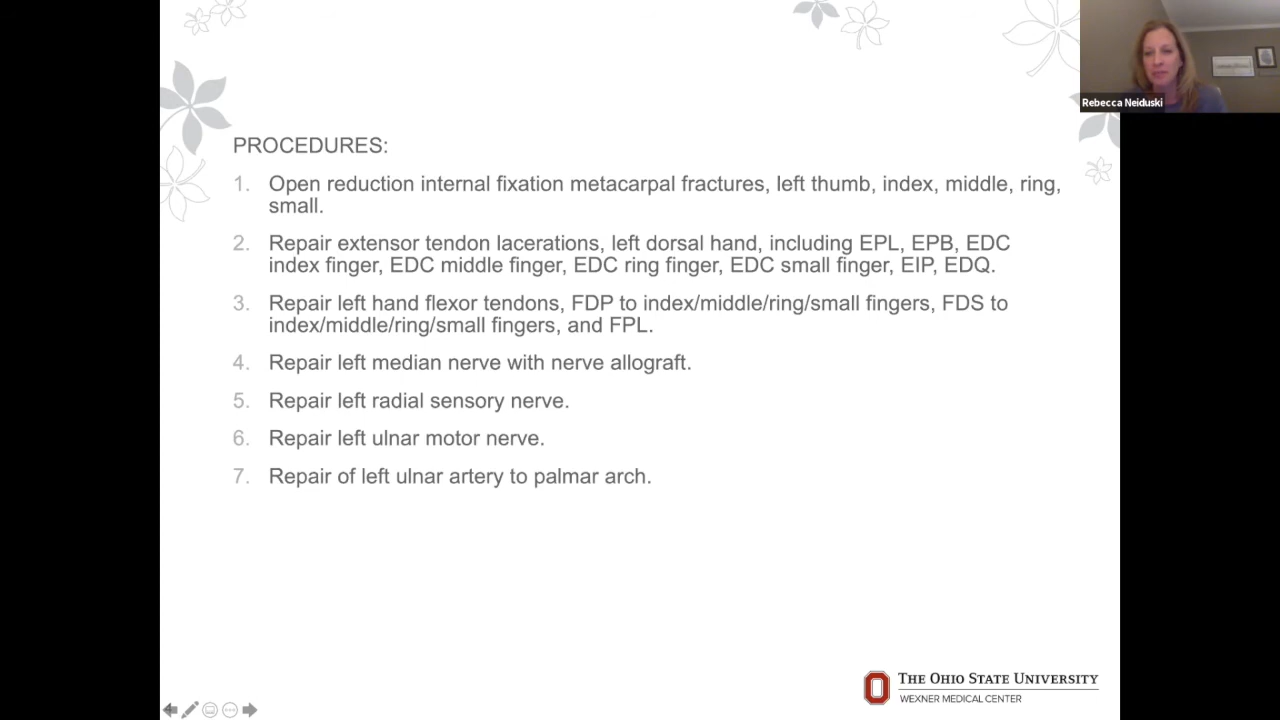 Rebecca Neiduski
PROCEDURES:
1. Open reduction internal fixation metacarpal fractures, left thumb, index, middle, ring,
small.
2. Repair extensor tendon lacerations, left dorsal hand, including EPL, EPB, EDC
index finger, EDC middle finger, EDC ring finger, EDC small finger, EIP, EDQ.
3. Repair left hand flexor tendons, FDP to index/middle/ring/small fingers, FDS to
index/middle/ring/small fingers, and FPL.
4. Repair left median nerve with nerve allograft.
5. Repair left radial sensory nerve.
6. Repair left ulnar motor nerve.
7. Repair of left ulnar artery to palmar arch.
THE OHIO STATE UNIVERSITY
WEXNER MEDICAL CENTER